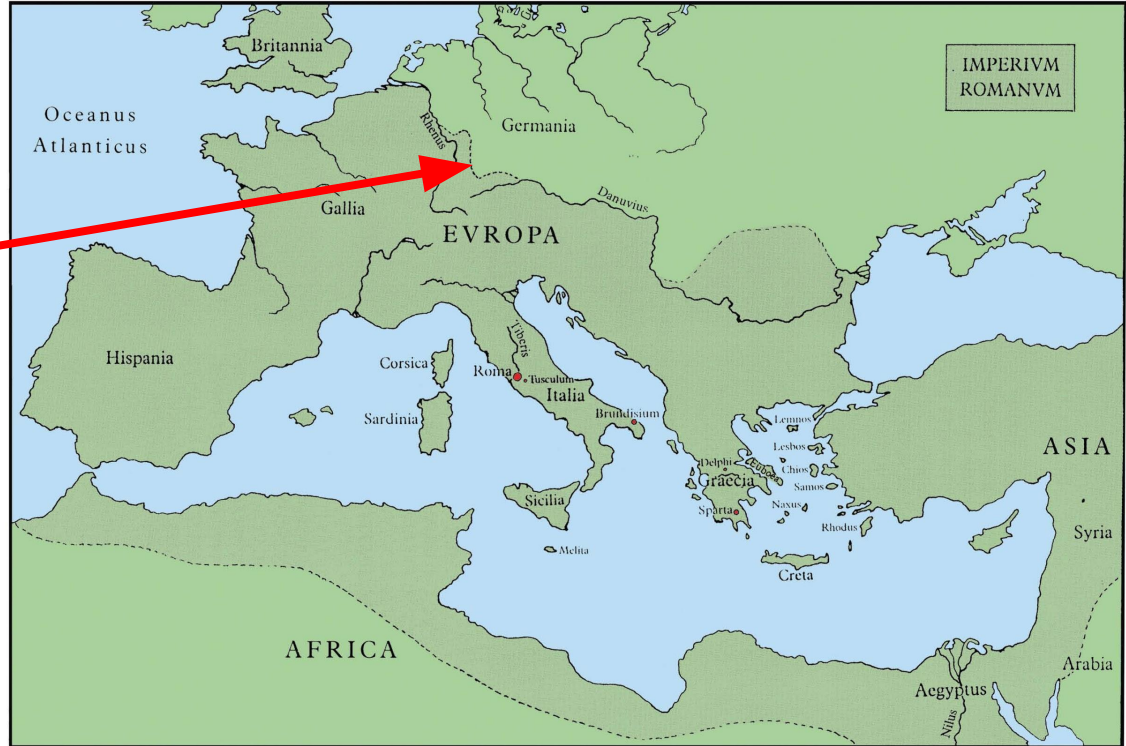 Britannia
IMPERIVM
ROMANVM
Oceanus
Atlanticus
Rhenus
Germania
Danuvius
Gallia
EVROPA
Hispania
Corsica
Tiberis
Roma
Tusculum
Italia
Sardinia
Brundisium
Lemnos
Lesbos
ASIA
Delphi
Euboea
Chios
Graecia
Samos
Sicilia
Sparta
Naxus
Rhodus
Syria
Melita
Creta
AFRICA
Arabia
Aegyptus
Nilus